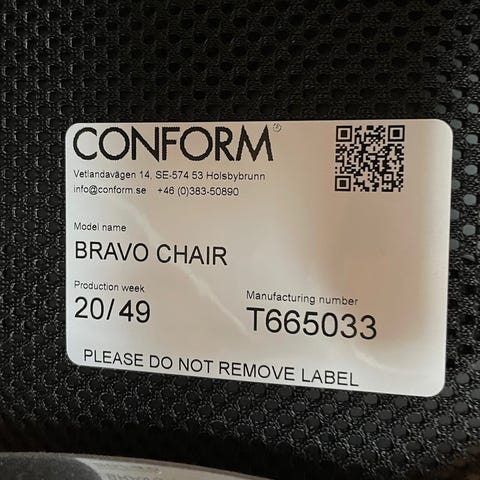 CONFORM®
Vetlandavägen 14, SE-574 53 Holsbybrunn
info@conform.se +46 (0)383-50890
Model name
BRAVO CHAIR
Production week
20/49
Manufacturing number
T665033
PLEASE DO NOT REMOVE LABEL